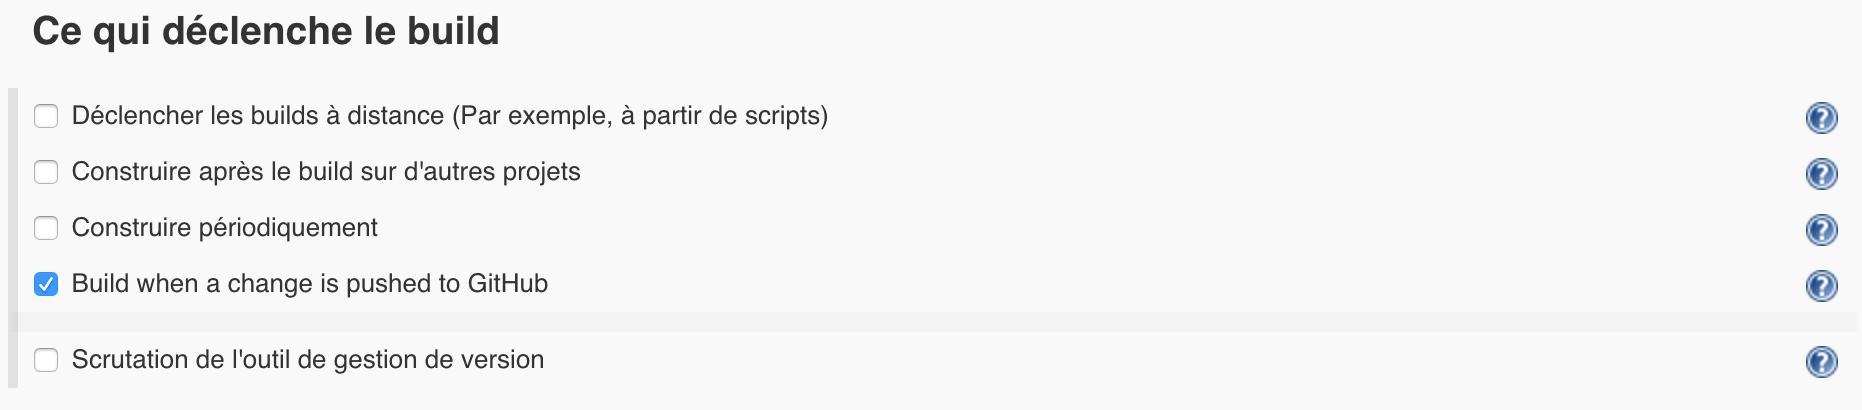 Ce qui déclenche le build
Déclencher les builds à distance (Par exemple, à partir de scripts)
Construire après le build sur d'autres projets
Construire périodiquement
Build when a change is pushed to GitHub
Scrutation de l'outil de gestion de version